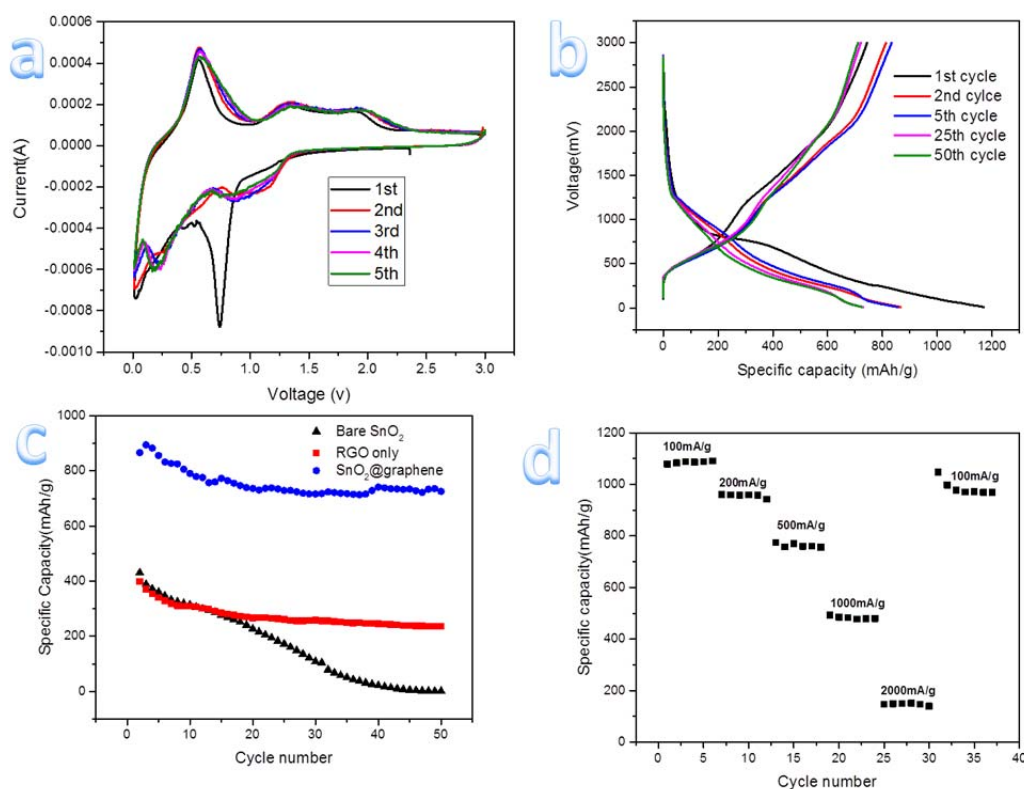 a
0.0006
0.0004
0.0002
0.0000
-0.0002
-0.0004
-0.0006
-0.0008
-0.0010
Current(A)
1st
2nd
3rd
4th
5th
0.0 0.5 1.0 1.5 2.0 2.5 3.0
Voltage (v)
b
3000
2500
2000
1500
1000
500
0
Voltage(mV)
1st cycle
2nd cylce
5th cycle
25th cycle
50th cycle
0 200 400 600 800 1000 1200
Specific capacity (mAh/g)
c
1000
800
600
400
200
0
Specific Capacity(mAh/g)
Bare SnO₂
RGO only
SnO₂@graphene
0 10 20 30 40 50
Cycle number
d
1200
1000
800
600
400
200
0
Specific capacity(mAh/g)
100mA/g
200mA/g
500mA/g
1000mA/g
2000mA/g
100mA/g
0 5 10 15 20 25 30 35 40
Cycle number